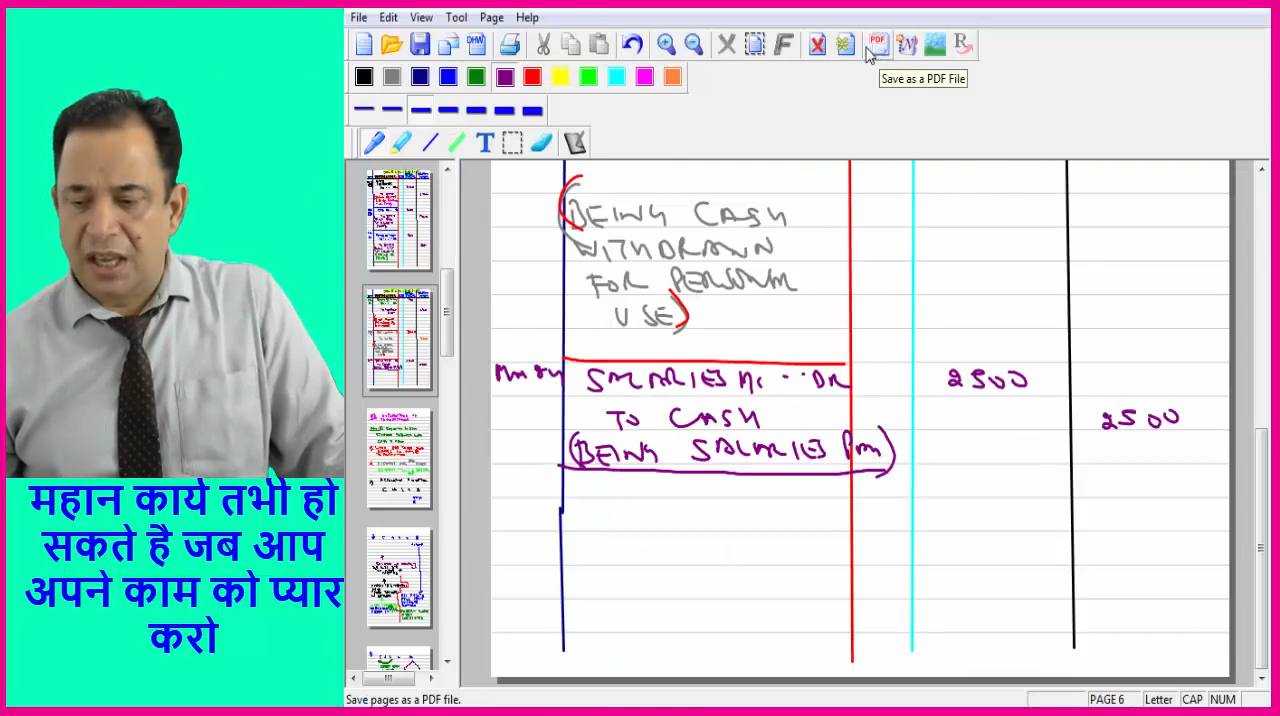 File Edit View Tool Page Help
DHW
PDF
Save as a PDF File
T
(BEING CASH
WITHDRAWN
FOR PERSONAL
USE)
SALARIES A/C - - DR 2500
TO CASH 2500
(BEING SALARIES
महान कार्य तभी हो
सकते है जब आप
अपने काम को प्यार
करो
Save pages as a PDF file. PAGE 6 Letter CAP NUM